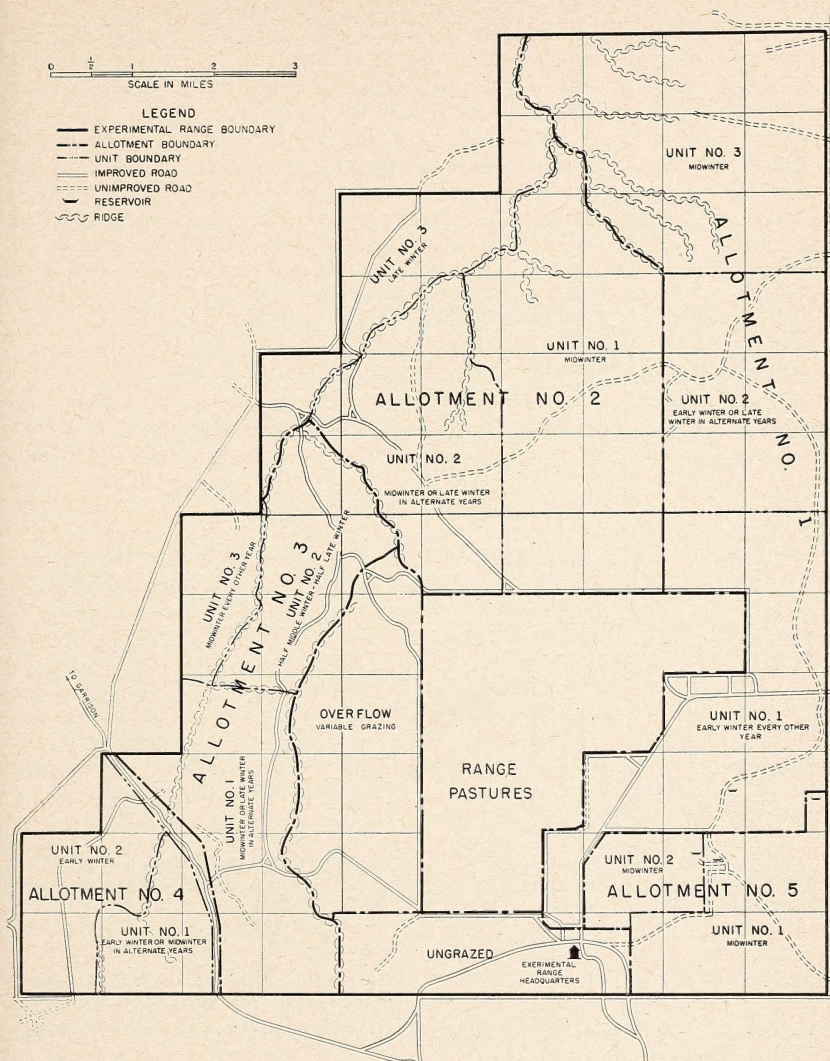 0 ½ 1 2 3
SCALE IN MILES
LEGEND
EXPERIMENTAL RANGE BOUNDARY
ALLOTMENT BOUNDARY
UNIT BOUNDARY
IMPROVED ROAD
UNIMPROVED ROAD
RESERVOIR
RIDGE
UNIT NO. 3
MIDWINTER
ALLOTMENT NO. 1
UNIT NO. 3
LATE WINTER
UNIT NO. 1
MIDWINTER
ALLOTMENT NO. 2
UNIT NO. 2
EARLY WINTER OR LATE
WINTER IN ALTERNATE YEARS
UNIT NO. 2
MIDWINTER OR LATE WINTER
IN ALTERNATE YEARS
UNIT NO. 3
MIDWINTER EVERY OTHER YEAR
ALLOTMENT NO. 3
UNIT NO. 2
HALF MIDDLE WINTER - HALF LATE WINTER
TO GARRISON
OVERFLOW
VARIABLE GRAZING
UNIT NO. 1
EARLY WINTER EVERY OTHER
YEAR
RANGE
PASTURES
UNIT NO. 1
MIDWINTER OR LATE WINTER
IN ALTERNATE YEARS
UNIT NO. 2
EARLY WINTER
ALLOTMENT NO. 4
UNIT NO. 1
EARLY WINTER OR MIDWINTER
IN ALTERNATE YEARS
UNIT NO. 2
MIDWINTER
ALLOTMENT NO. 5
UNIT NO. 1
MIDWINTER
UNGRAZED
EXERIMENTAL
RANGE
HEADQUARTERS